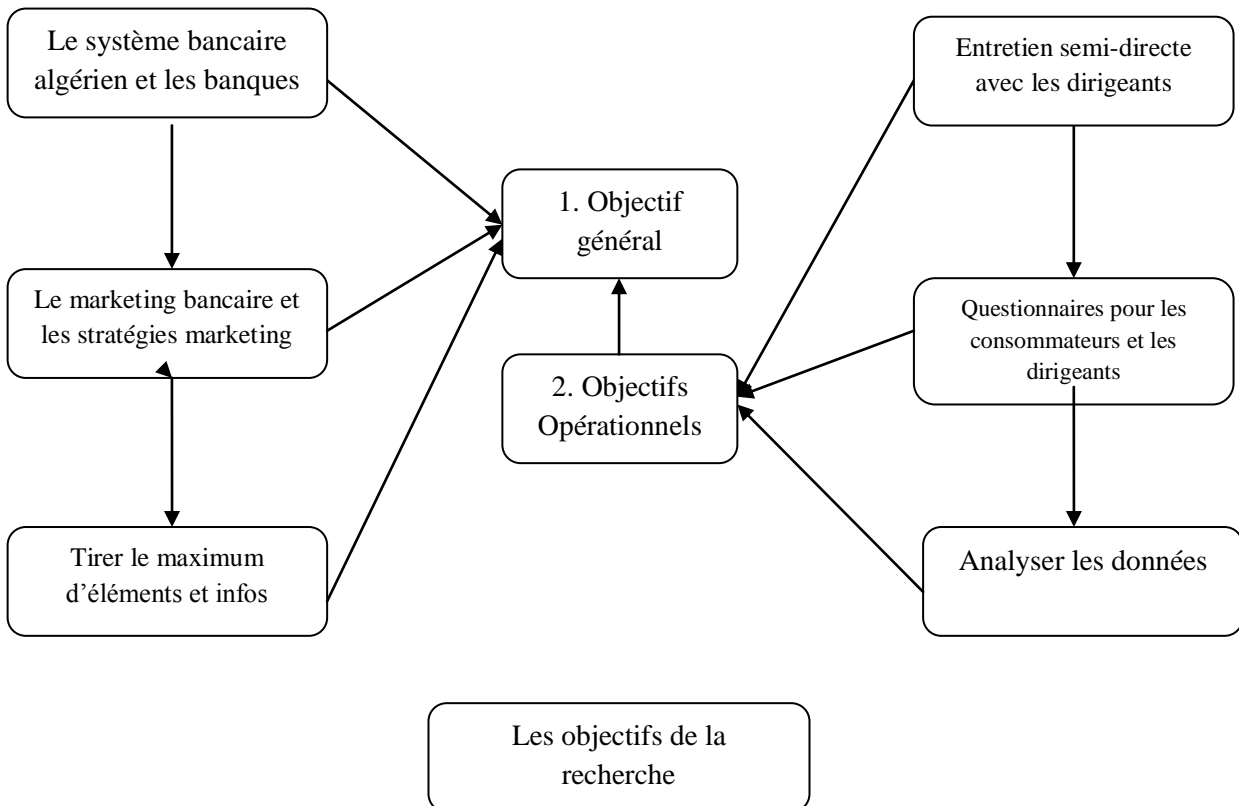 Le système bancaire
algérien et les banques
Entretien semi-directe
avec les dirigeants
1. Objectif
général
Le marketing bancaire et
les stratégies marketing
Questionnaires pour les
consommateurs et les
dirigeants
2. Objectifs
Opérationnels
Tirer le maximum
d’éléments et infos
Analyser les données
Les objectifs de la
recherche